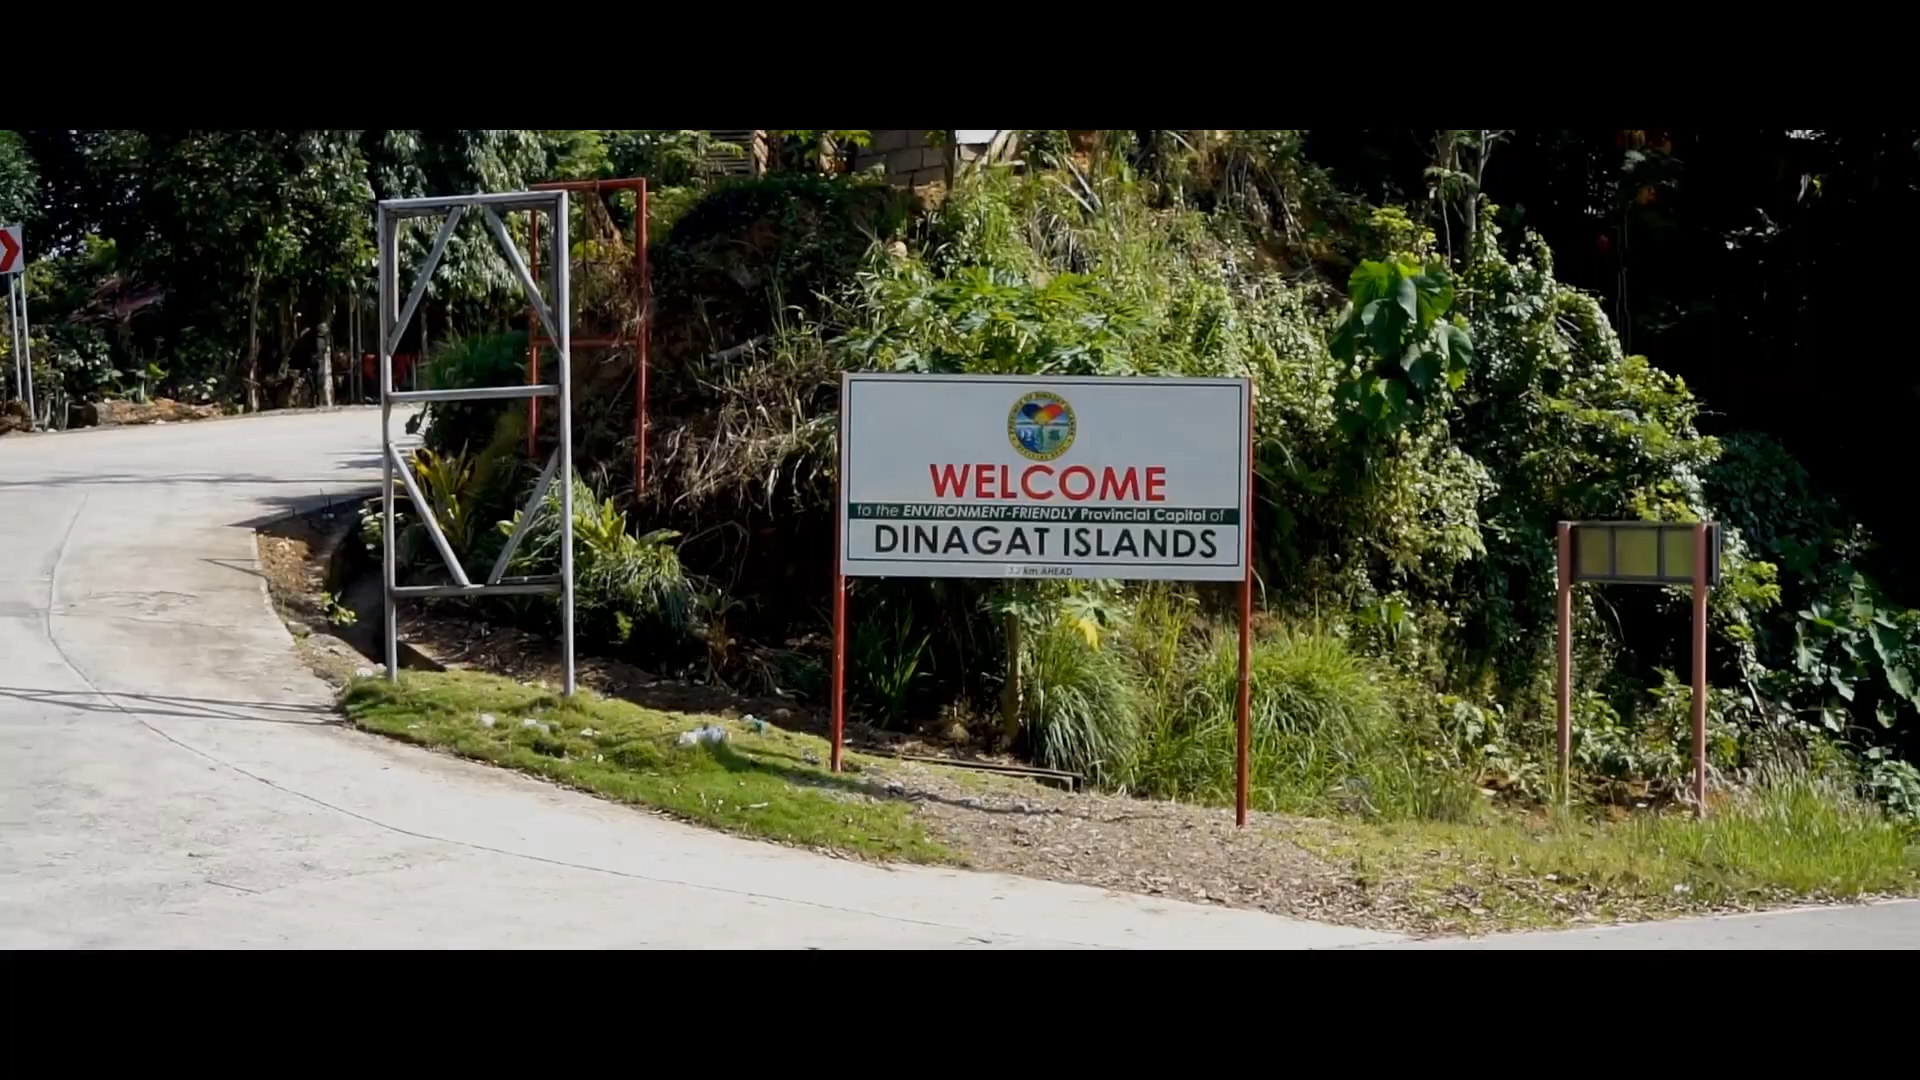 WELCOME
to the ENVIRONMENT-FRIENDLY Provincial Capitol of
DINAGAT ISLANDS
km AHEAD